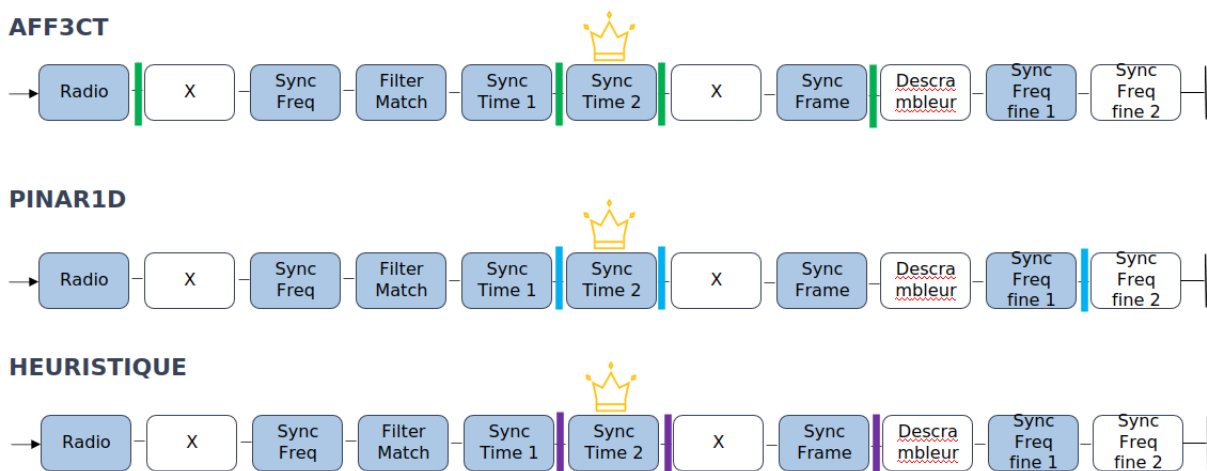 AFF3CT
Radio
X
Sync
Freq
Filter
Match
Sync
Time 1
Sync
Time 2
X
Sync
Frame
Descra
mbleur
Sync
Freq
fine 1
Sync
Freq
fine 2
PINAR1D
Radio
X
Sync
Freq
Filter
Match
Sync
Time 1
Sync
Time 2
X
Sync
Frame
Descra
mbleur
Sync
Freq
fine 1
Sync
Freq
fine 2
HEURISTIQUE
Radio
X
Sync
Freq
Filter
Match
Sync
Time 1
Sync
Time 2
X
Sync
Frame
Descra
mbleur
Sync
Freq
fine 1
Sync
Freq
fine 2